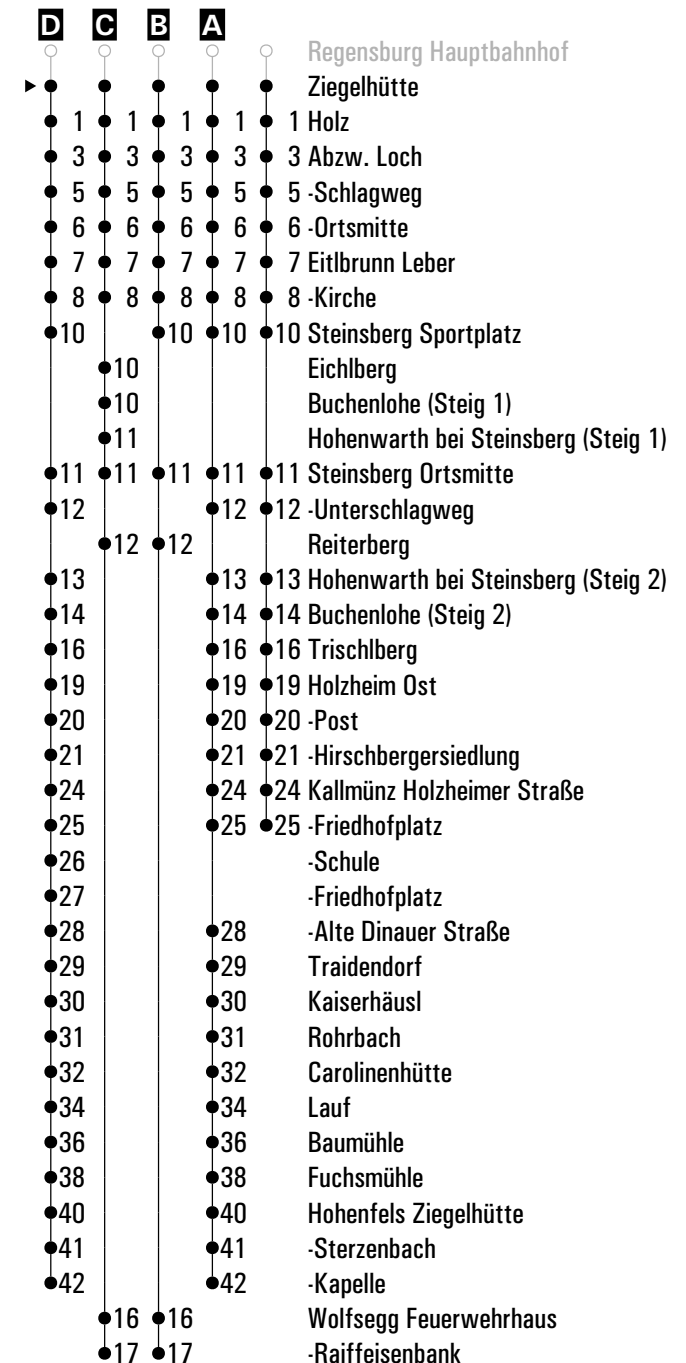 D C B A
Regensburg Hauptbahnhof
Ziegelhütte
1 1 1 1 1 Holz
3 3 3 3 3 Abzw. Loch
5 5 5 5 5 -Schlagweg
6 6 6 6 6 -Ortsmitte
7 7 7 7 7 Eitlbrunn Leber
8 8 8 8 8 -Kirche
10 10 10 10 Steinsberg Sportplatz
10 Eichlberg
10 Buchenlohe (Steig 1)
11 Hohenwarth bei Steinsberg (Steig 1)
11 11 11 11 11 Steinsberg Ortsmitte
12 12 12 -Unterschlagweg
12 12 Reiterberg
13 13 13 Hohenwarth bei Steinsberg (Steig 2)
14 14 14 Buchenlohe (Steig 2)
16 16 16 Trischlberg
19 19 19 Holzheim Ost
20 20 20 -Post
21 21 21 -Hirschbergersiedlung
24 24 24 Kallmünz Holzheimer Straße
25 25 25 -Friedhofplatz
26 -Schule
27 -Friedhofplatz
28 28 -Alte Dinauer Straße
29 29 Traidendorf
30 30 Kaiserhäusl
31 31 Rohrbach
32 32 Carolinenhütte
34 34 Lauf
36 36 Baumühle
38 38 Fuchsmühle
40 40 Hohenfels Ziegelhütte
41 41 -Sterzenbach
42 42 -Kapelle
16 16 Wolfsegg Feuerwehrhaus
17 17 -Raiffeisenbank